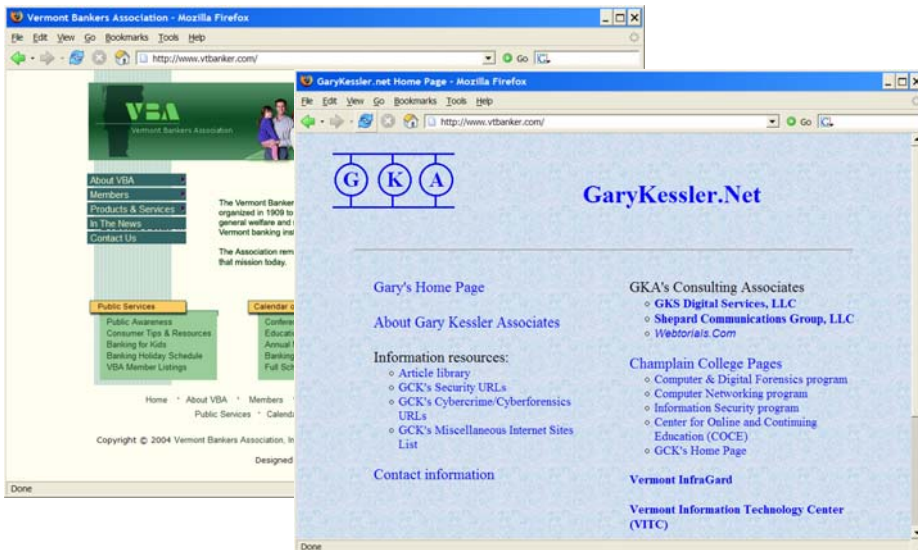 Vermont Bankers Association - Mozilla Firefox
File Edit View Go Bookmarks Tools Help
http://www.vtbanker.com/
Go
VBA
Vermont Bankers Association
About VBA
Members
Products & Services
In The News
Contact Us
The Vermont Banker
organized in 1909 to
general welfare and
Vermont banking inst
The Association rem
that mission today.
Public Services
Public Awareness
Consumer Tips & Resources
Banking for Kids
Banking Holiday Schedule
VBA Member Listings
Calendar o
Conferen
Educati
Annual
Banking
Full Sch
Home * About VBA * Members *
Public Services * Calenda
Copyright © 2004 Vermont Bankers Association, In
Designed
Done
GaryKessler.net Home Page - Mozilla Firefox
File Edit View Go Bookmarks Tools Help
http://www.vtbanker.com/
Go
G K A
GaryKessler.Net
Gary's Home Page
About Gary Kessler Associates
Information resources:
Article library
GCK's Security URLs
GCK's Cybercrime/Cyberforensics
URLs
GCK's Miscellaneous Internet Sites
List
Contact information
GKA's Consulting Associates
GKS Digital Services, LLC
Shepard Communications Group, LLC
Webtorials.Com
Champlain College Pages
Computer & Digital Forensics program
Computer Networking program
Information Security program
Center for Online and Continuing
Education (COCE)
GCK's Home Page
Vermont InfraGard
Vermont Information Technology Center
(VITC)
Done